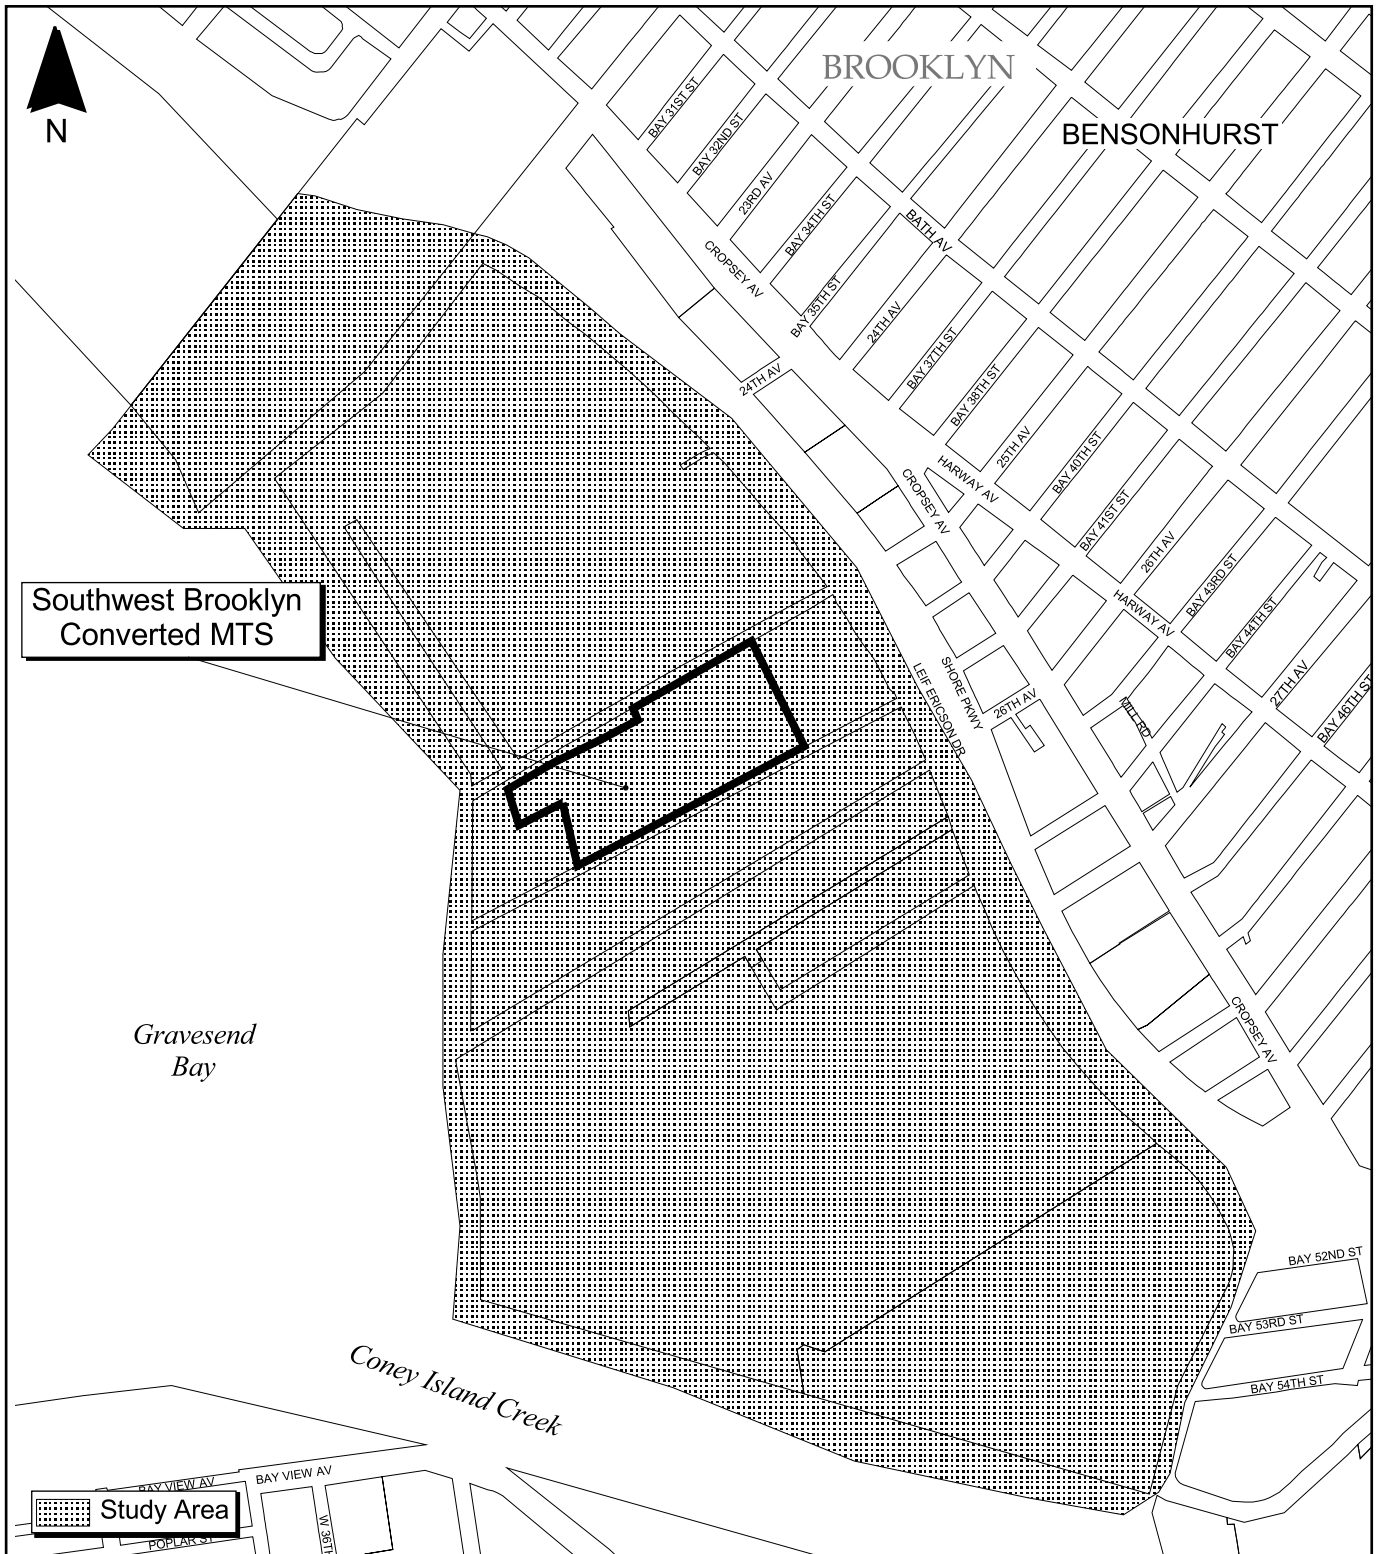 BROOKLYN
BENSONHURST
N
BAY 31ST ST
BAY 32ND ST
23RD AV
BAY 34TH ST
BATH AV
CROPSEY AV
BAY 35TH ST
24TH AV
BAY 37TH ST
24TH AV
BAY 38TH ST
25TH AV
BAY 40TH ST
HARWAY AV
CROPSEY AV
BAY 41ST ST
26TH AV
BAY 43RD ST
HARWAY AV
BAY 44TH ST
27TH AV
BAY 46TH ST
Southwest Brooklyn
Converted MTS
SHORE PKWY
LEIF ERICSON DR
26TH AV
MILL RD
CROPSEY AV
Gravesend
Bay
BAY 52ND ST
BAY 53RD ST
BAY 54TH ST
Coney Island Creek
BAY VIEW AV
BAY VIEW AV
Study Area
W 36TH
POPLAR ST